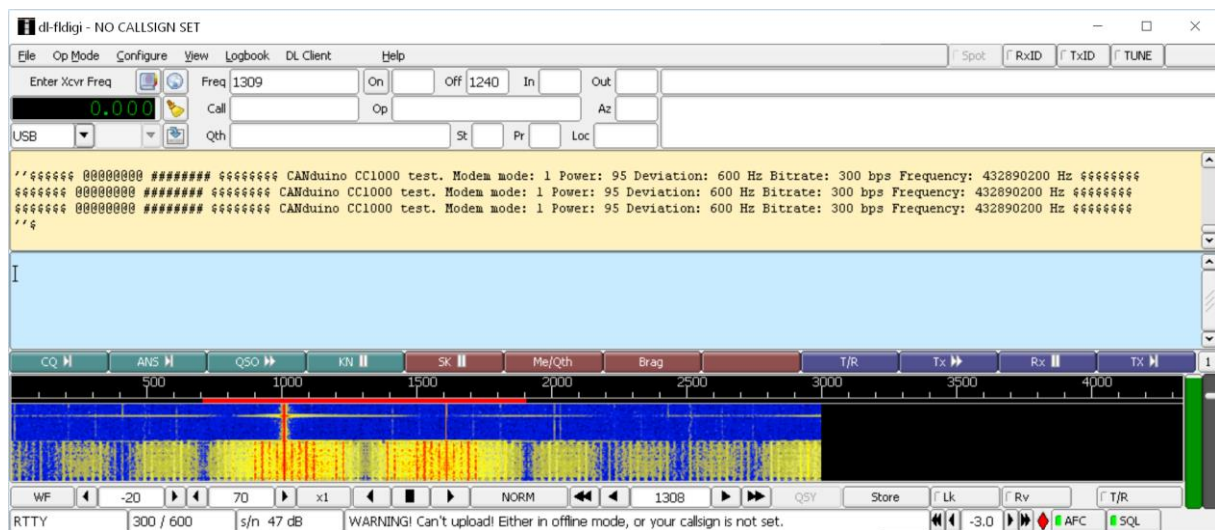 dl-fldigi - NO CALLSIGN SET
File Op Mode Configure View Logbook DL Client Help Spot RxID TxID TUNE
Enter Xcvr Freq Freq 1309 On Off 1240 In Out
0.000 Call Op Az
USB Qth St Pr Loc
''$$$$$$ @@@@@@@@ ######## $$$$$$$$ CANduino CC1000 test. Modem mode: 1 Power: 95 Deviation: 600 Hz Bitrate: 300 bps Frequency: 432890200 Hz $$$$$$$$
$$$$$$$ @@@@@@@@ ######## $$$$$$$$ CANduino CC1000 test. Modem mode: 1 Power: 95 Deviation: 600 Hz Bitrate: 300 bps Frequency: 432890200 Hz $$$$$$$$
$$$$$$$ @@@@@@@@ ######## $$$$$$$$ CANduino CC1000 test. Modem mode: 1 Power: 95 Deviation: 600 Hz Bitrate: 300 bps Frequency: 432890200 Hz $$$$$$$$
''$
CQ ANS QSO KN SK Me/Qth Brag T/R Tx Rx TX 1
500 1000 1500 2000 2500 3000 3500 4000
WF -20 70 x1 NORM 1308 QSY Store Lk Rv T/R
RTTY 300 / 600 s/n 47 dB WARNING! Can't upload! Either in offline mode, or your callsign is not set. -3.0 AFC SQL